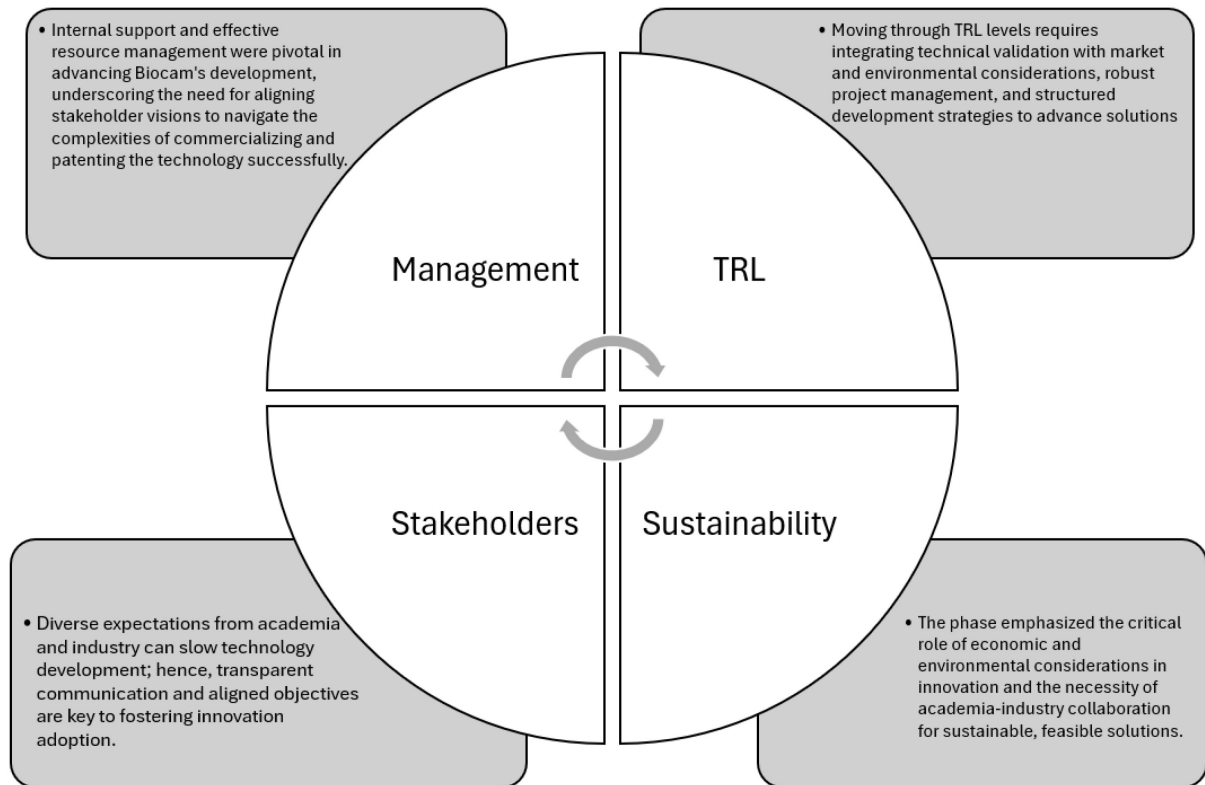 • Internal support and effective
resource management were pivotal in
advancing Biocam's development,
underscoring the need for aligning
stakeholder visions to navigate the
complexities of commercializing and
patenting the technology successfully.
• Moving through TRL levels requires
integrating technical validation with market
and environmental considerations, robust
project management, and structured
development strategies to advance solutions
Management
TRL
Stakeholders
Sustainability
• Diverse expectations from academia
and industry can slow technology
development; hence, transparent
communication and aligned objectives
are key to fostering innovation
adoption.
• The phase emphasized the critical
role of economic and
environmental considerations in
innovation and the necessity of
academia-industry collaboration
for sustainable, feasible solutions.